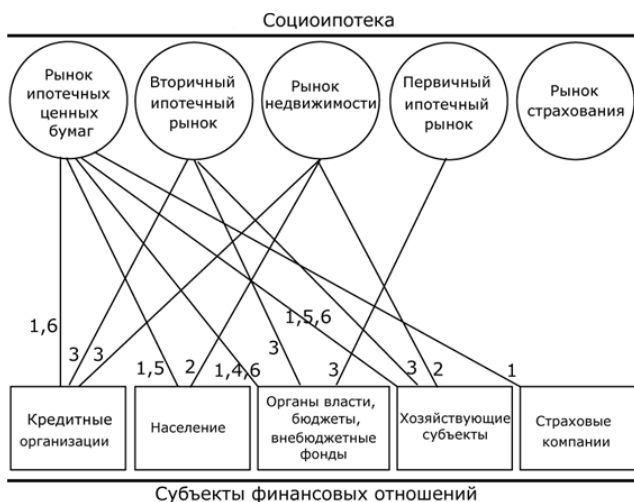 Социоипотека
Рынок
ипотечных
ценных
бумаг
Вторичный
ипотечный
рынок
Рынок
недвижимости
Первичный
ипотечный
рынок
Рынок
страхования
1,6
3
3
1,5
2
1,4,6
3
1,5,6
3
3
2
1
Кредитные
организации
Население
Органы власти,
бюджеты,
внебюджетные
фонды
Хозяйствующие
субъекты
Страховые
компании
Субъекты финансовых отношений